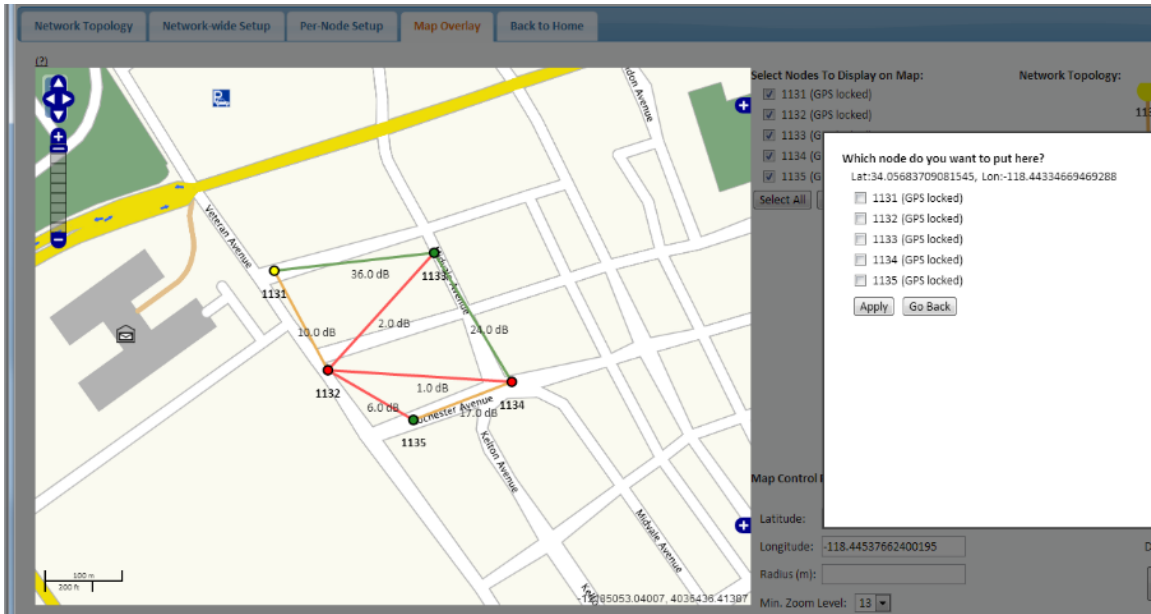 Network Topology
Network-wide Setup
Per-Node Setup
Map Overlay
Back to Home
(?)
Select Nodes To Display on Map:
Network Topology:
1131 (GPS locked)
1132 (GPS locked)
1133 (GPS locked)
1134 (G
1135 (G
Select All
Which node do you want to put here?
Lat:34.05683709081545, Lon:-118.44334669469288
1131 (GPS locked)
1132 (GPS locked)
1133 (GPS locked)
1134 (GPS locked)
1135 (GPS locked)
Apply
Go Back
Veteran Avenue
36.0 dB
1131
1133
10.0 dB
2.0 dB
24.0 dB
1132
1.0 dB
1134
6.0 dB
17.0 dB
1135
Kelton Avenue
Midvale Avenue
100 m
200 ft
Map Control
Latitude:
Longitude:
-118.44537662400195
Radius (m):
Min. Zoom Level:
13